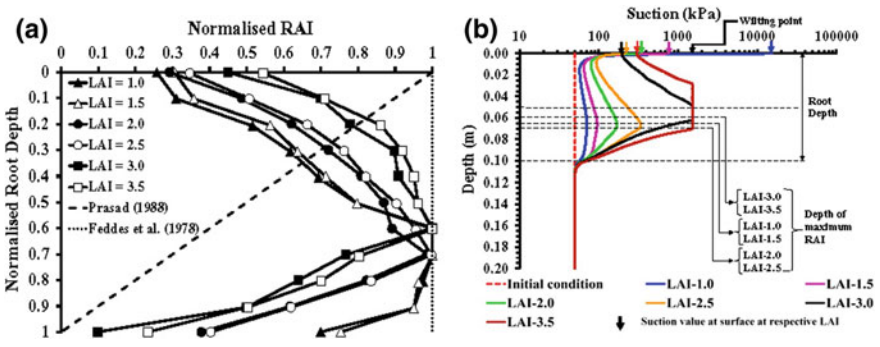 (a)
Normalised RAI
0 0.1 0.2 0.3 0.4 0.5 0.6 0.7 0.8 0.9 1
Normalised Root Depth
0
0.1
0.2
0.3
0.4
0.5
0.6
0.7
0.8
0.9
1
LAI = 1.0
LAI = 1.5
LAI = 2.0
LAI = 2.5
LAI = 3.0
LAI = 3.5
Prasad (1988)
Feddes et al. (1978)
(b)
Suction (kPa)
Wilting point
10 100 1000 10000 100000
Depth (m)
0.00
0.02
0.04
0.06
0.08
0.10
0.12
0.14
0.16
0.18
0.20
Root
Depth
LAI-3.0
LAI-3.5
LAI-1.0
LAI-1.5
LAI-2.0
LAI-2.5
Depth of
maximum
RAI
Initial condition LAI-1.0 LAI-1.5
LAI-2.0 LAI-2.5 LAI-3.0
LAI-3.5
Suction value at surface at respective LAI